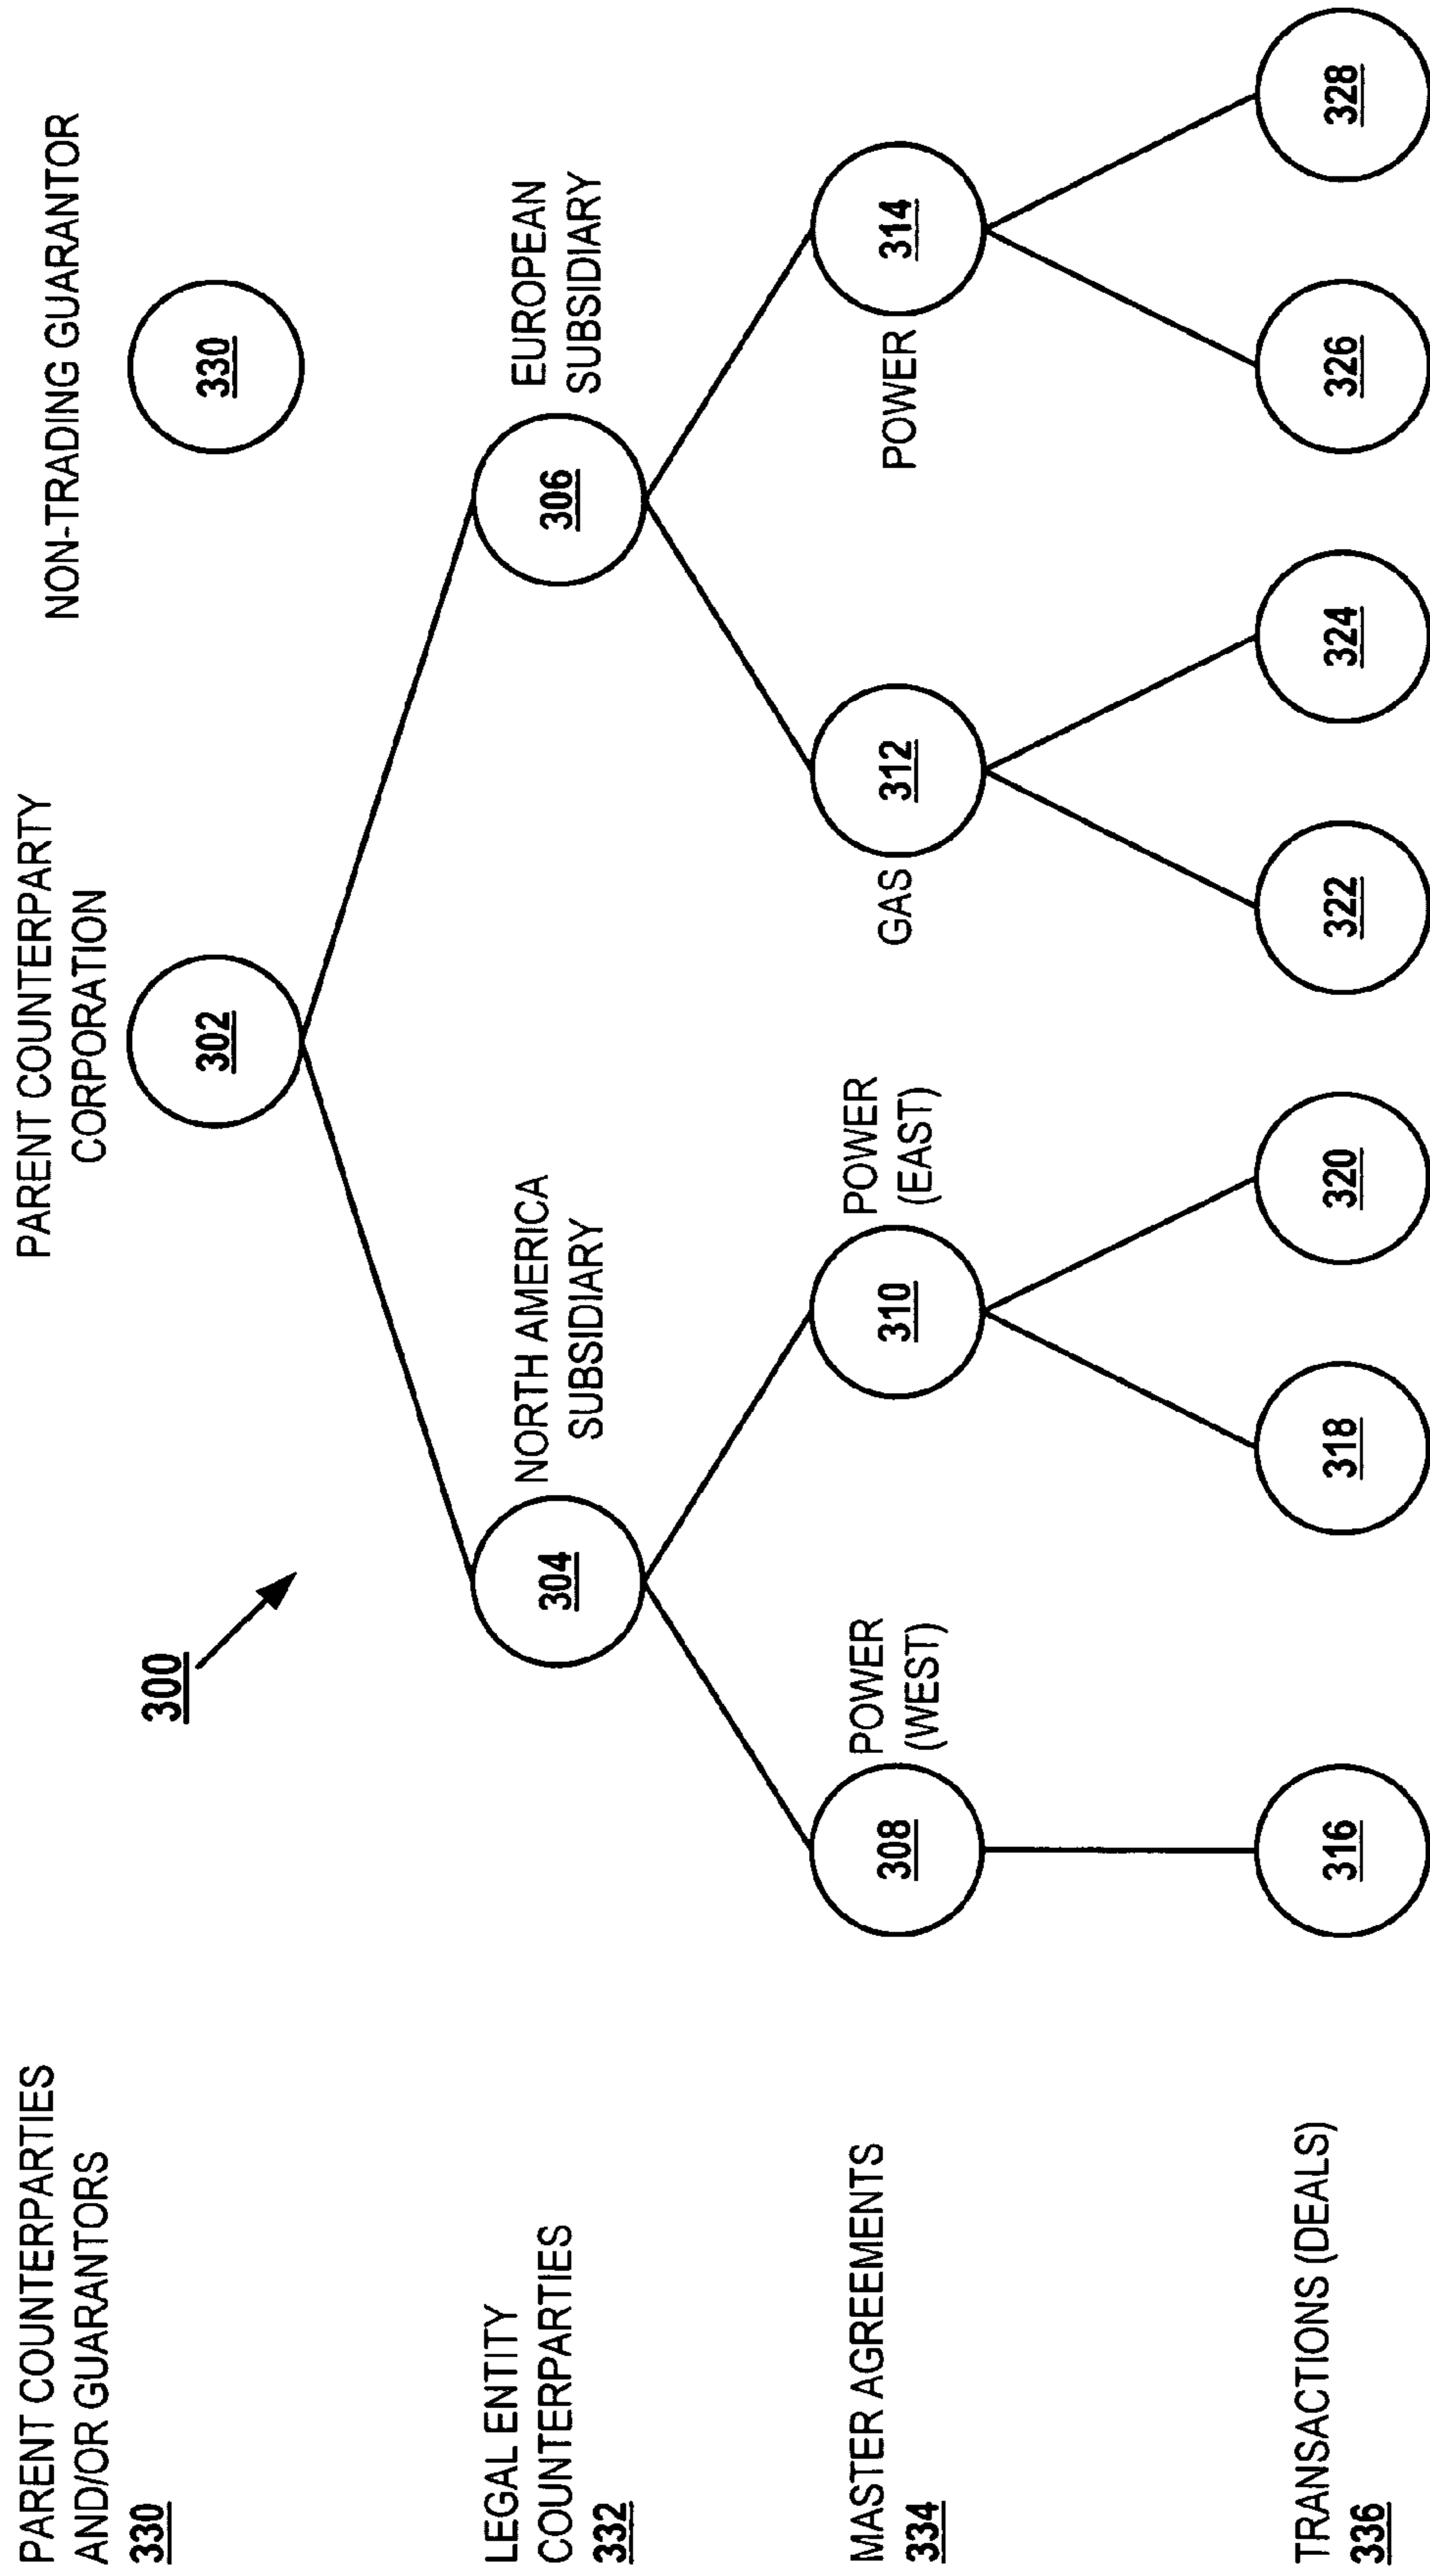 PARENT COUNTERPARTIES
AND/OR GUARANTORS
330
PARENT COUNTERPARTY
CORPORATION
NON-TRADING GUARANTOR
300
302
330
LEGAL ENTITY
COUNTERPARTIES
332
304
NORTH AMERICA
SUBSIDIARY
306
EUROPEAN
SUBSIDIARY
MASTER AGREEMENTS
334
308
POWER
(WEST)
310
POWER
(EAST)
GAS
312
POWER
314
TRANSACTIONS (DEALS)
336
316
318
320
322
324
326
328